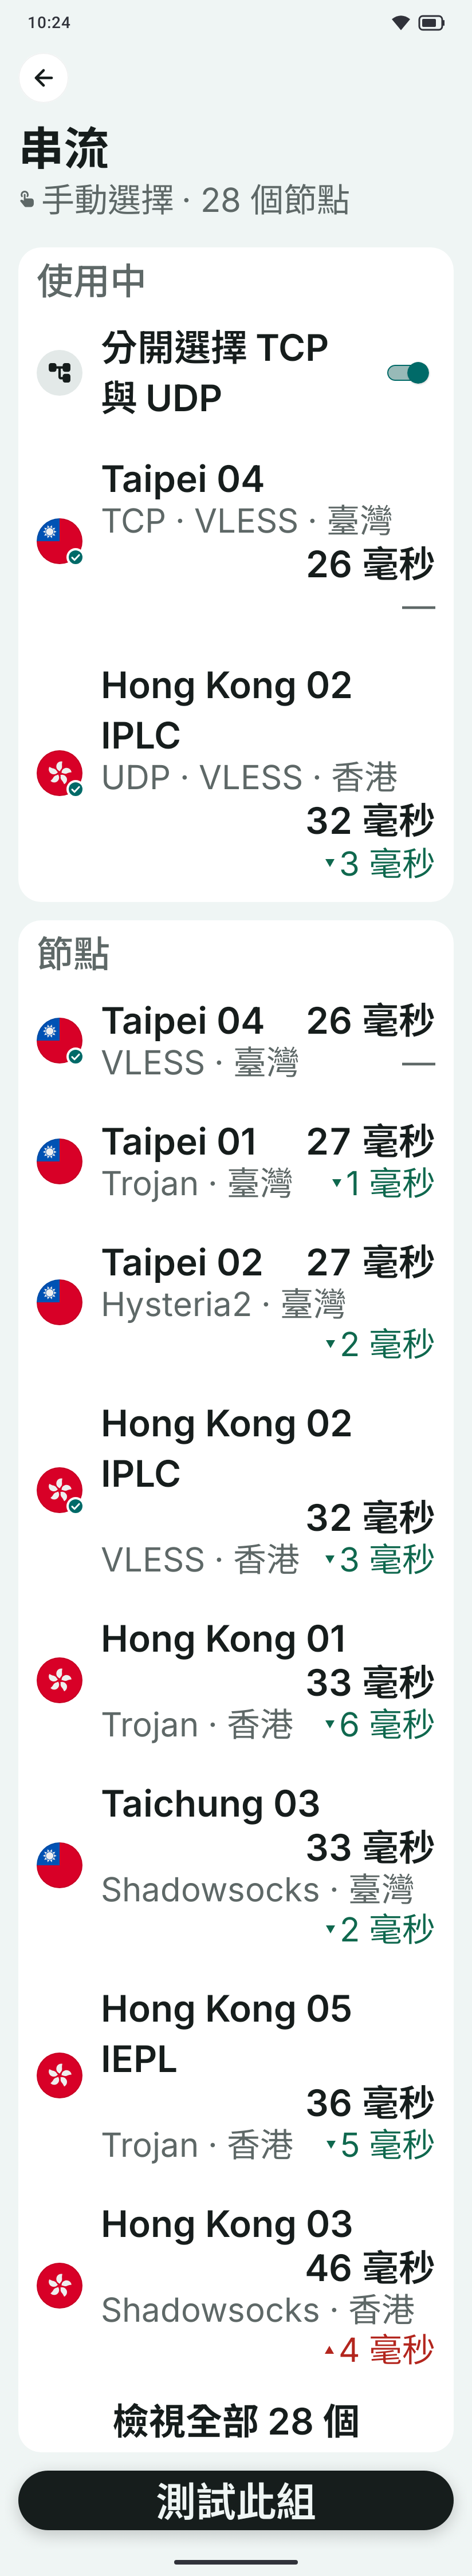 10:24
串流
手動選擇 · 28 個節點
使用中
分開選擇 TCP
與 UDP
Taipei 04
TCP · VLESS · 臺灣
26 毫秒
—
Hong Kong 02
IPLC
UDP · VLESS · 香港
32 毫秒
▼3 毫秒
節點
Taipei 04 26 毫秒
VLESS · 臺灣 —
Taipei 01 27 毫秒
Trojan · 臺灣 ▼1 毫秒
Taipei 02 27 毫秒
Hysteria2 · 臺灣
▼2 毫秒
Hong Kong 02
IPLC
32 毫秒
VLESS · 香港 ▼3 毫秒
Hong Kong 01
33 毫秒
Trojan · 香港 ▼6 毫秒
Taichung 03
33 毫秒
Shadowsocks · 臺灣
▼2 毫秒
Hong Kong 05
IEPL
36 毫秒
Trojan · 香港 ▼5 毫秒
Hong Kong 03
46 毫秒
Shadowsocks · 香港
▲4 毫秒
檢視全部 28 個
測試此組